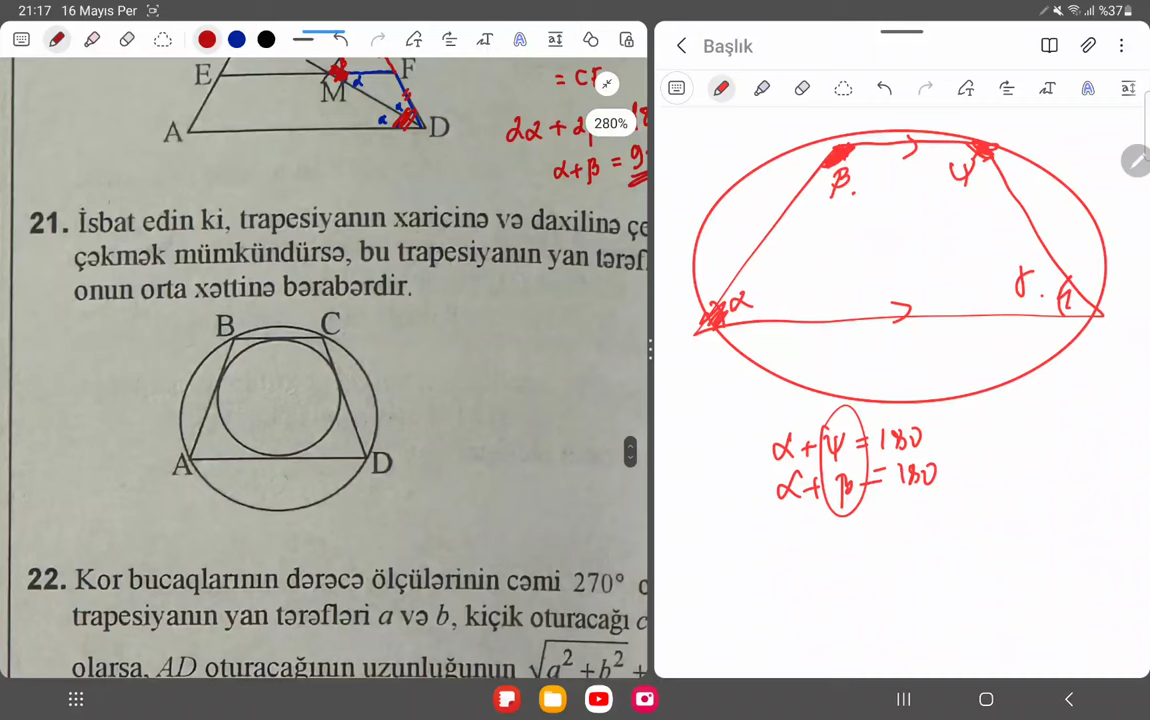 21:17 16 Mayıs Per
%37
Başlık
280%
E
M
F
A
D
α
α
α
2α + 2
α+β = 9
21. İsbat edin ki, trapesiyanın xaricinə və daxilinə çe
çəkmək mümkündürsə, bu trapesiyanın yan tərəf
onun orta xəttinə bərabərdir.
B
C
A
D
22. Kor bucaqlarının dərəcə ölçülərinin cəmi 270° o
trapesiyanın yan tərəfləri a və b, kiçik oturacağı c
olarsa, AD oturacağının uzunluğunun √a² + b² +
β.
ψ
α
γ.
α + ψ = 180
α + β = 180